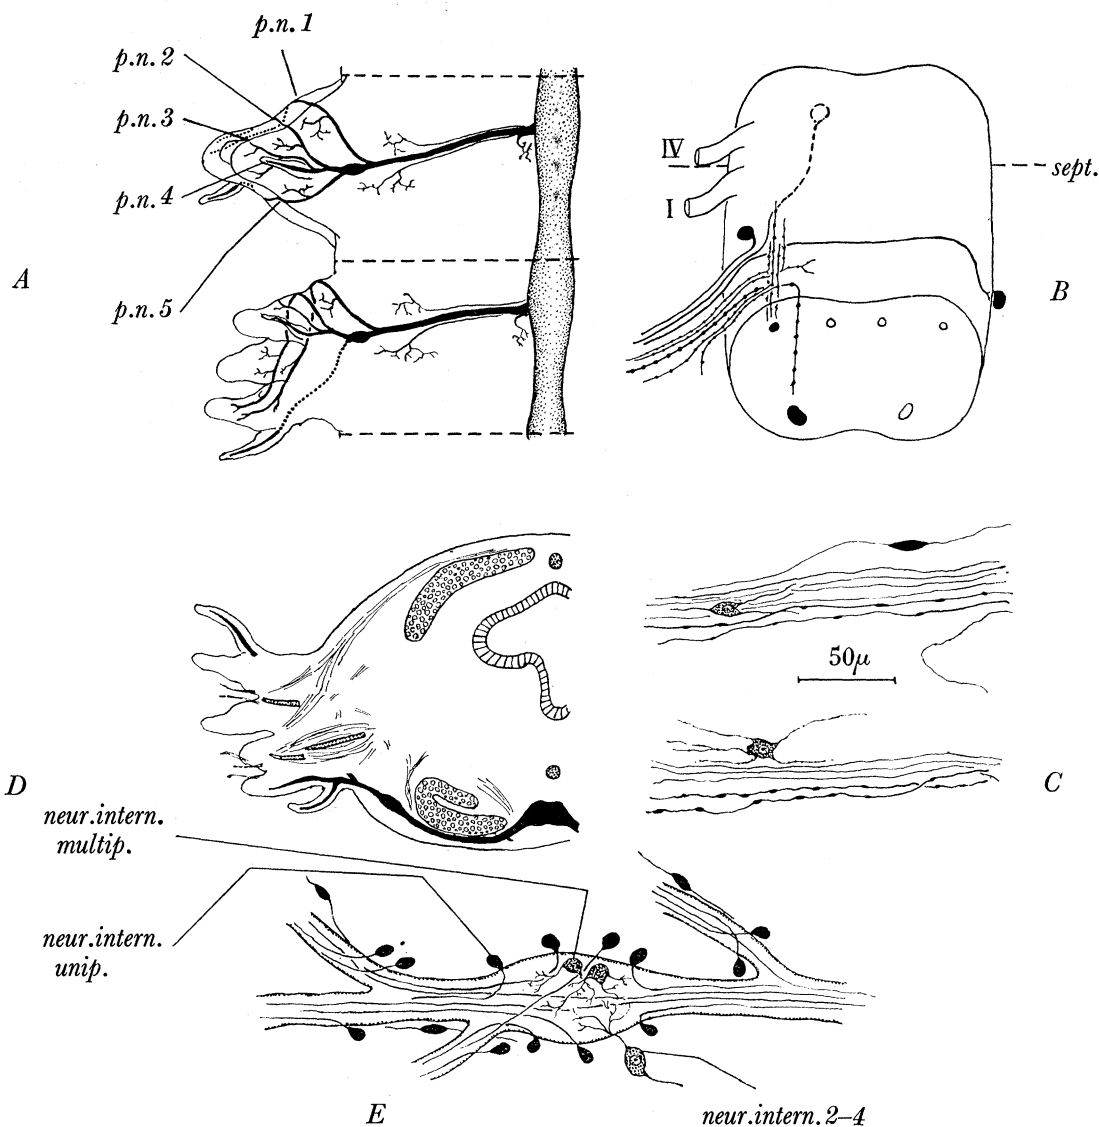 p.n. 1
p.n. 2
p.n. 3
p.n. 4
p.n. 5
A
IV
I
sept.
B
50μ
C
D
neur.intern.
multip.
neur.intern.
unip.
E
neur.intern. 2–4